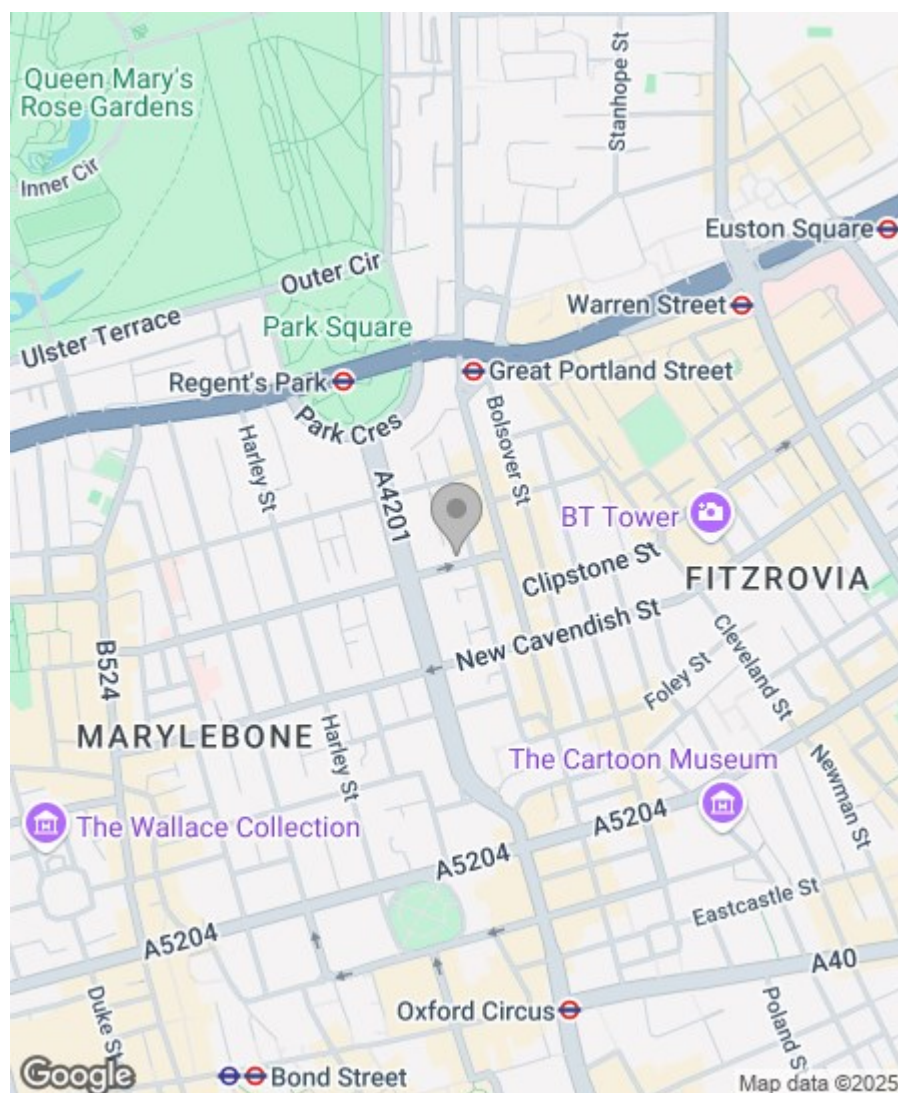 Queen Mary's
Rose Gardens
Stanhope St
Inner Cir
Euston Square
Outer Cir
Warren Street
Ulster Terrace
Park Square
Regent's Park
Great Portland Street
Park Cres
Bolsover St
Harley St
A4201
BT Tower
Clipstone St
FITZROVIA
New Cavendish St
B524
Cleveland St
Foley St
MARYLEBONE
Harley St
The Cartoon Museum
Newman St
The Wallace Collection
A5204
A5204
Eastcastle St
A5204
A40
Duke St
Oxford Circus
Poland S
Bond Street
Google
Map data ©2025